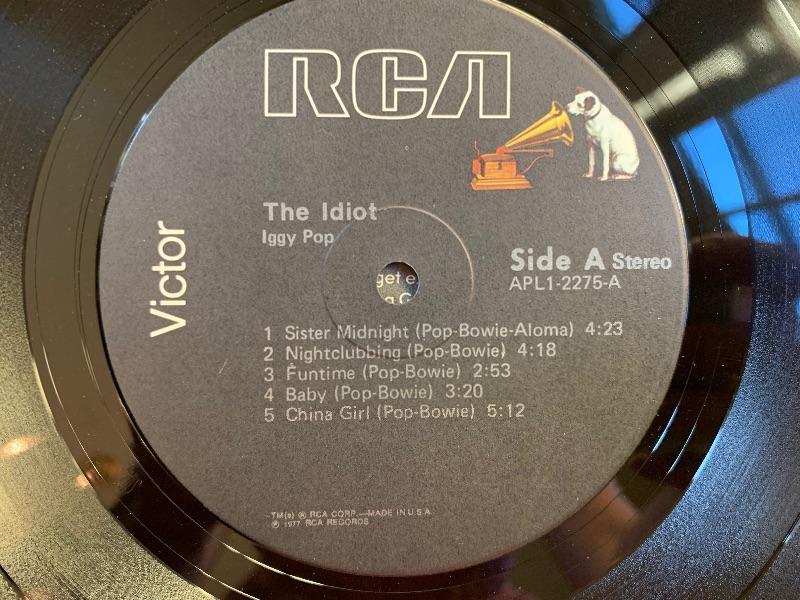 RCA
Victor
The Idiot
Iggy Pop
Side A Stereo
APL1-2275-A
1 Sister Midnight (Pop-Bowie-Aloma) 4:23
2 Nightclubbing (Pop-Bowie) 4:18
3 Funtime (Pop-Bowie) 2:53
4 Baby (Pop-Bowie) 3:20
5 China Girl (Pop-Bowie) 5:12
TM(s) ® RCA CORP.—MADE IN U.S.A
℗ 1977 RCA RECORDS